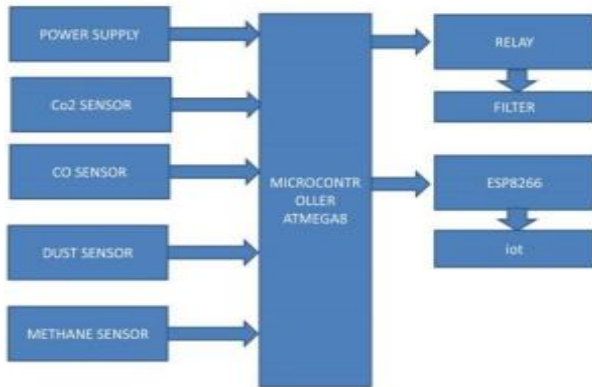 POWER SUPPLY
Co2 SENSOR
CO SENSOR
DUST SENSOR
METHANE SENSOR
MICROCONTR
OLLER
ATMEGA8
RELAY
FILTER
ESP8266
iot